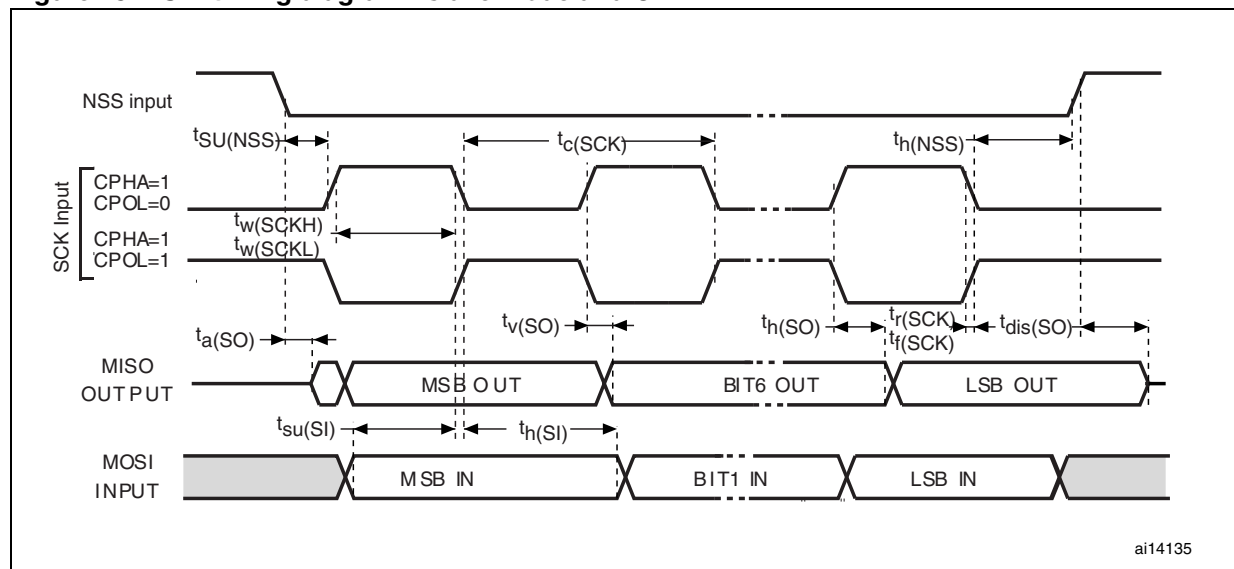 NSS input
tSU(NSS)
tc(SCK)
th(NSS)
SCK Input
CPHA=1
CPOL=0
tw(SCKH)
tw(SCKL)
CPHA=1
CPOL=1
ta(SO)
tv(SO)
th(SO)
tr(SCK)
tf(SCK)
tdis(SO)
MISO
OUTPUT
MSB OUT
BIT6 OUT
LSB OUT
tsu(SI)
th(SI)
MOSI
INPUT
MSB IN
BIT1 IN
LSB IN
ai14135